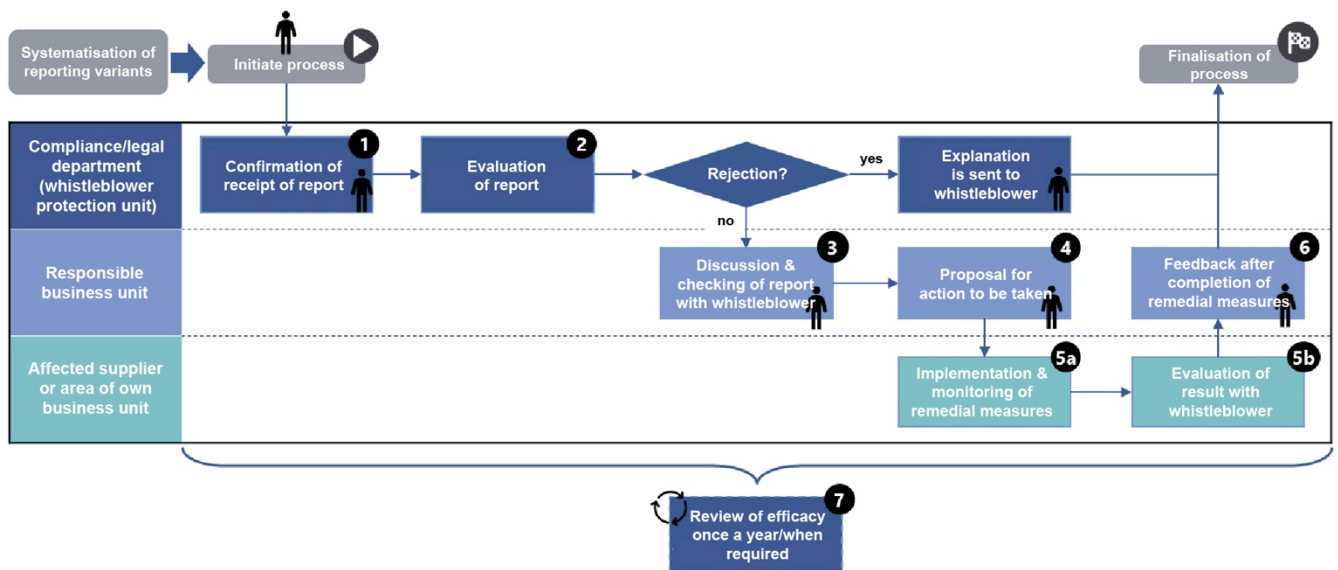 Systematisation of
reporting variants
Initiate process
Finalisation of
process
Compliance/legal
department
(whistleblower
protection unit)
1
Confirmation of
receipt of report
2
Evaluation
of report
Rejection?
yes
no
Explanation
is sent to
whistleblower
Responsible
business unit
3
Discussion &
checking of report
with whistleblower
4
Proposal for
action to be taken
6
Feedback after
completion of
remedial measures
Affected supplier
or area of own
business unit
5a
Implementation &
monitoring of
remedial measures
5b
Evaluation of
result with
whistleblower
7
Review of efficacy
once a year/when
required